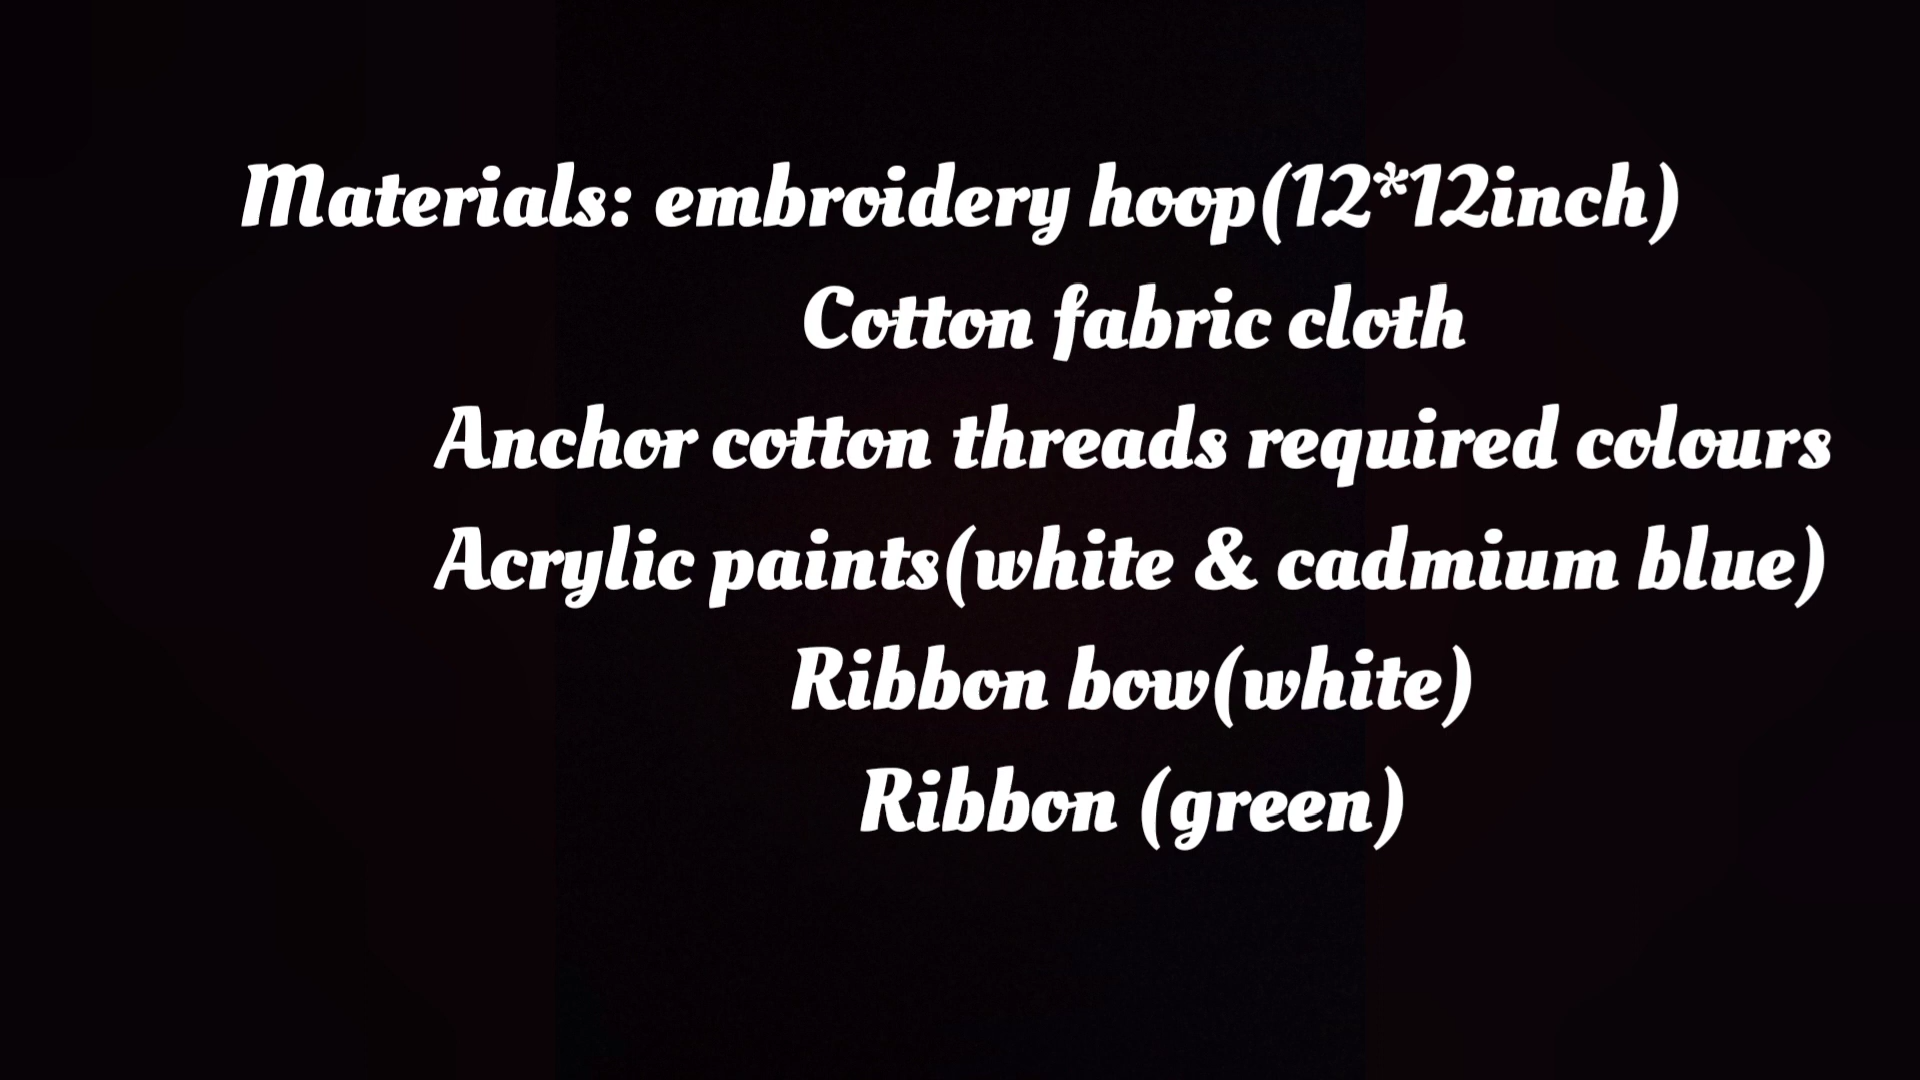 Materials: embroidery hoop(12*12inch)
Cotton fabric cloth
Anchor cotton threads required colours
Acrylic paints(white & cadmium blue)
Ribbon bow(white)
Ribbon (green)